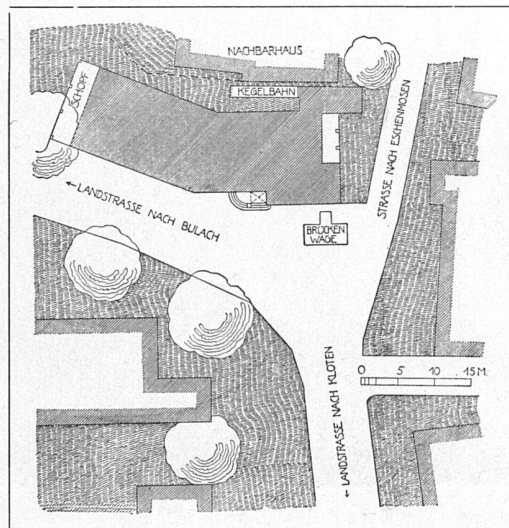 NACHBARHAUS
KEGELBAHN
SCHOPF
STRASSE NACH ESCHENMOSEN
← LANDSTRASSE NACH BULACH
BRÜCKEN
WAGE
0 5 10 15 M.
← LANDSTRASSE NACH KLOTEN